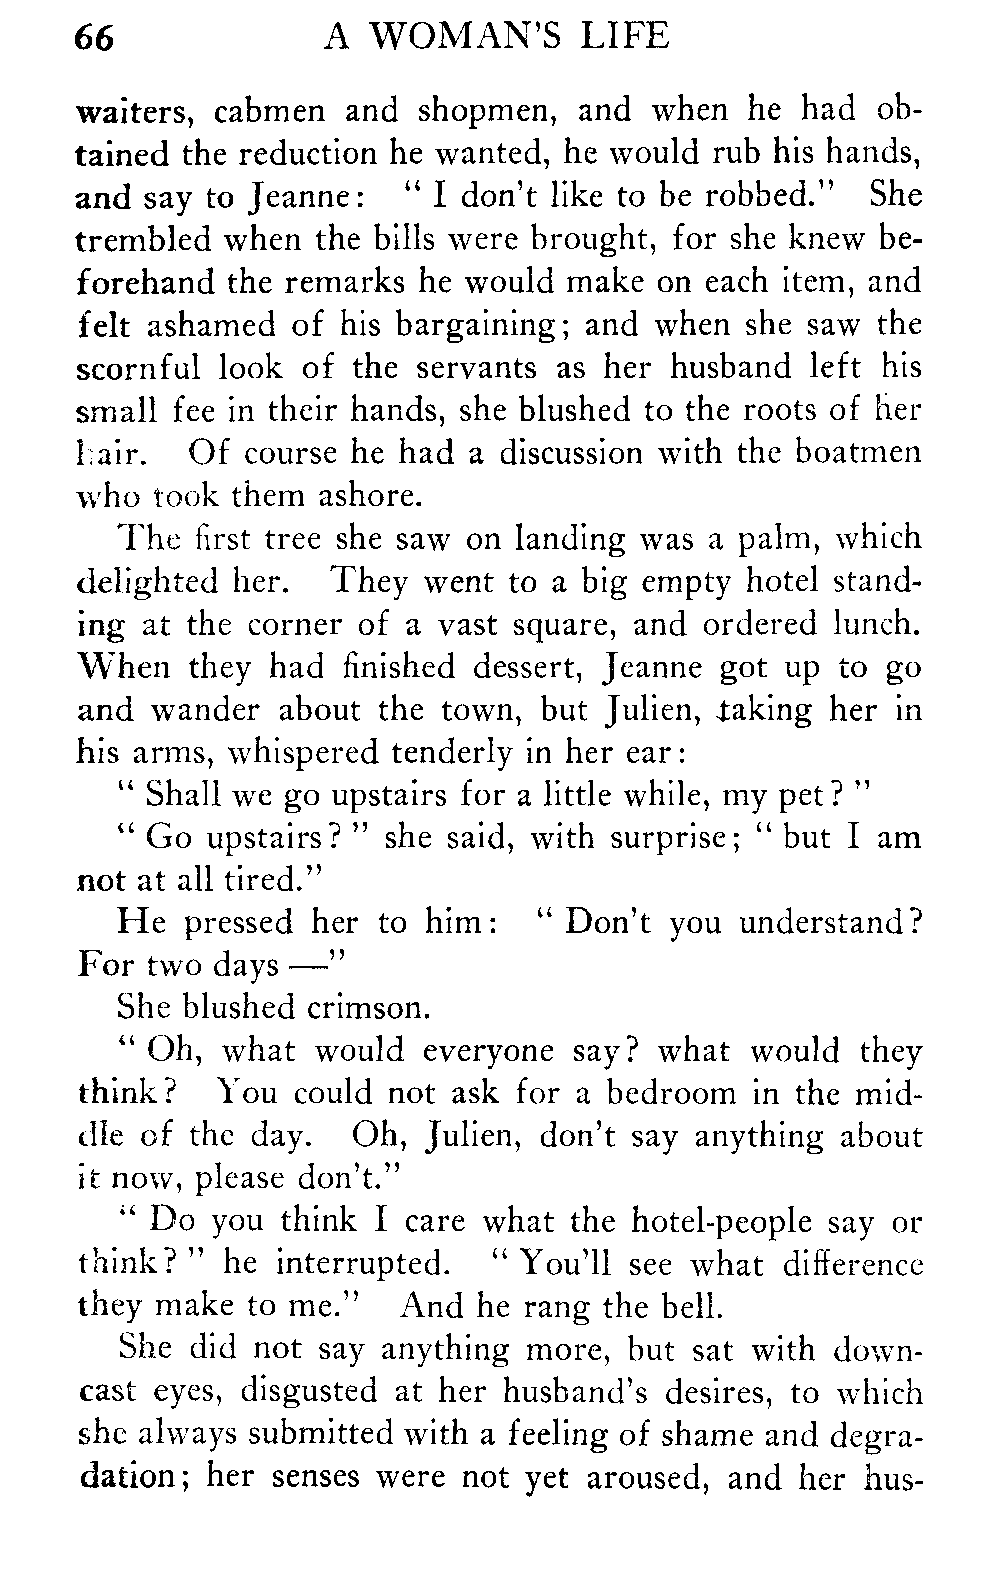 66 A WOMAN'S LIFE
waiters, cabmen and shopmen, and when he had ob-
tained the reduction he wanted, he would rub his hands,
and say to Jeanne: " I don't like to be robbed." She
trembled when the bills were brought, for she knew be-
forehand the remarks he would make on each item, and
felt ashamed of his bargaining; and when she saw the
scornful look of the servants as her husband left his
small fee in their hands, she blushed to the roots of her
hair. Of course he had a discussion with the boatmen
who took them ashore.
The first tree she saw on landing was a palm, which
delighted her. They went to a big empty hotel stand-
ing at the corner of a vast square, and ordered lunch.
When they had finished dessert, Jeanne got up to go
and wander about the town, but Julien, taking her in
his arms, whispered tenderly in her ear:
" Shall we go upstairs for a little while, my pet? "
" Go upstairs? " she said, with surprise; " but I am
not at all tired."
He pressed her to him: " Don't you understand?
For two days —"
She blushed crimson.
" Oh, what would everyone say? what would they
think? You could not ask for a bedroom in the mid-
dle of the day. Oh, Julien, don't say anything about
it now, please don't."
" Do you think I care what the hotel-people say or
think? " he interrupted. " You'll see what difference
they make to me." And he rang the bell.
She did not say anything more, but sat with down-
cast eyes, disgusted at her husband's desires, to which
she always submitted with a feeling of shame and degra-
dation; her senses were not yet aroused, and her hus-